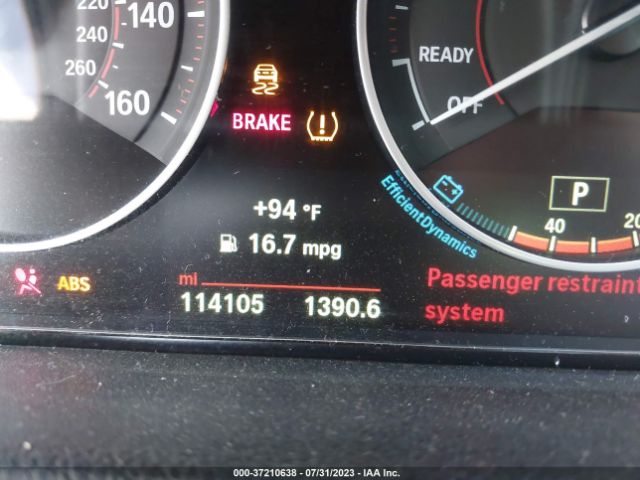 220
240
260
140
160
READY
OFF
BRAKE
+94 °F
16.7 mpg
EfficientDynamics
P
40
20
ABS
mi
114105 1390.6
Passenger restraint
system
000-37210638 - 07/31/2023 - IAA Inc.